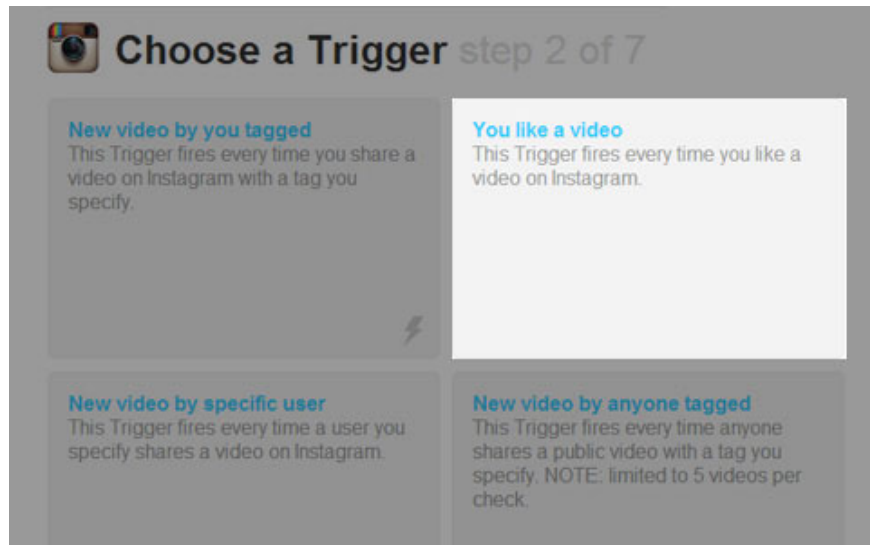 Choose a Trigger step 2 of 7
New video by you tagged
This Trigger fires every time you share a
video on Instagram with a tag you
specify.
You like a video
This Trigger fires every time you like a
video on Instagram.
New video by specific user
This Trigger fires every time a user you
specify shares a video on Instagram.
New video by anyone tagged
This Trigger fires every time anyone
shares a public video with a tag you
specify. NOTE: limited to 5 videos per
check.